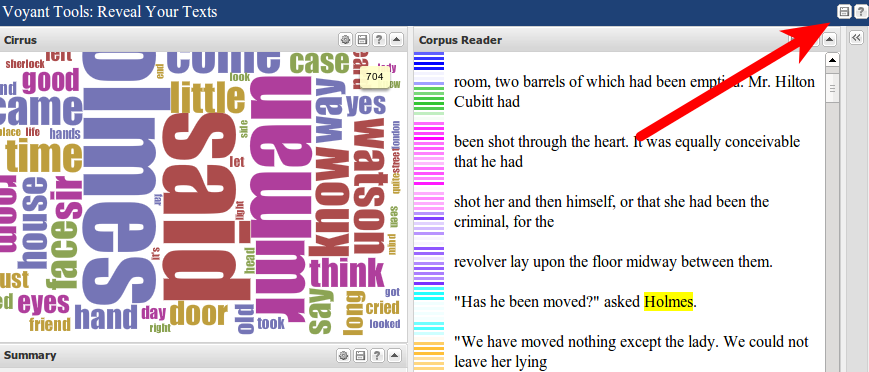 Voyant Tools: Reveal Your Texts
?
Cirrus
?
left
come
case
lady
sherlock
end
look
704
good
little
way
yes
came
holmes
said
man
mr
place life hands
side
time
let
know
watson
london
street
quite
moor
sir
house
face
far
it's
light
head
seen
mind
just
think
eyes
hand
day
door
old
took
say
long
got
cried
friend
right
looked
Summary
?
Corpus Reader
room, two barrels of which had been emptied. Mr. Hilton
Cubitt had
been shot through the heart. It was equally conceivable
that he had
shot her and then himself, or that she had been the
criminal, for the
revolver lay upon the floor midway between them.
"Has he been moved?" asked Holmes.
"We have moved nothing except the lady. We could not
leave her lying